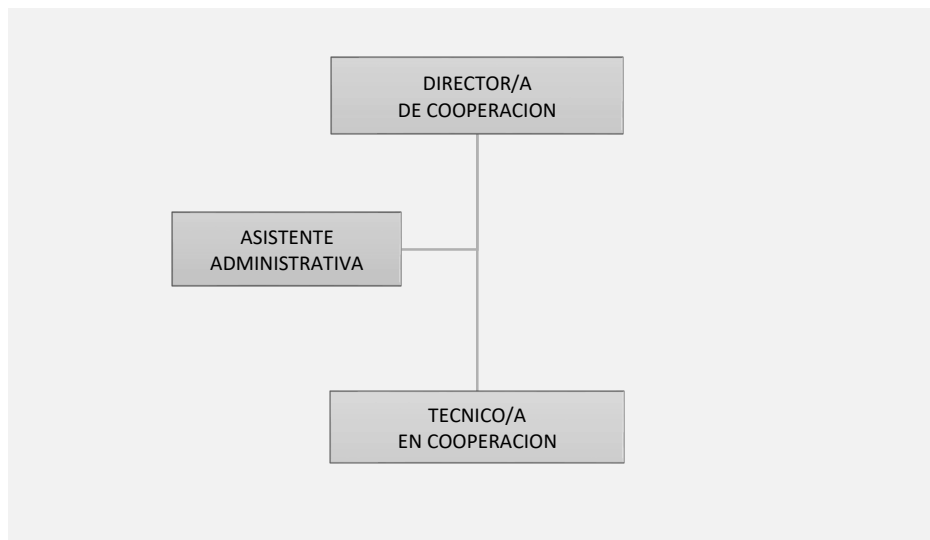 DIRECTOR/A
DE COOPERACION
ASISTENTE
ADMINISTRATIVA
TECNICO/A
EN COOPERACION